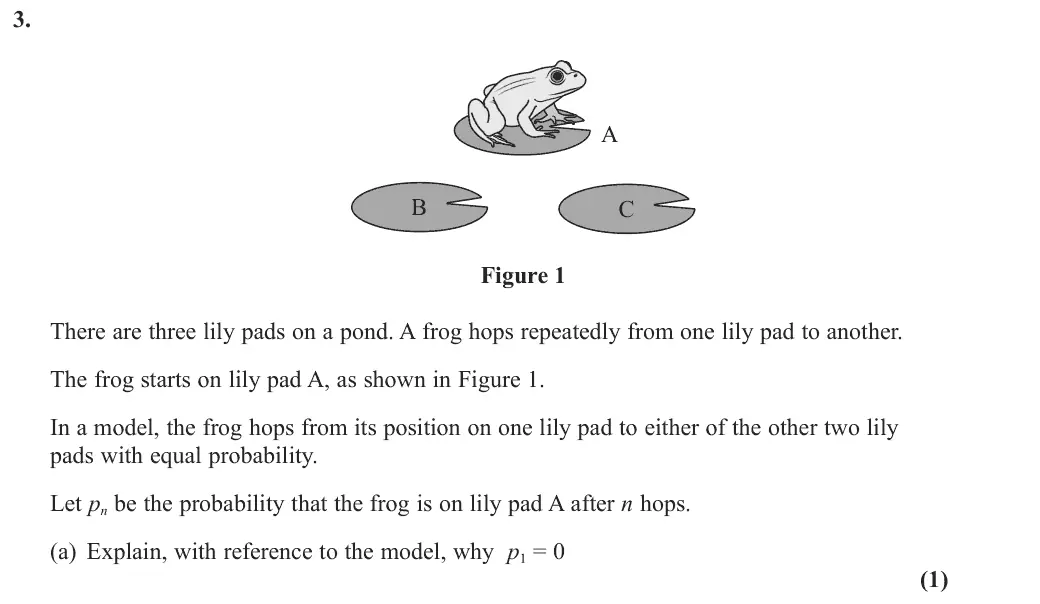 3.
A
B
C
Figure 1
There are three lily pads on a pond. A frog hops repeatedly from one lily pad to another.
The frog starts on lily pad A, as shown in Figure 1.
In a model, the frog hops from its position on one lily pad to either of the other two lily
pads with equal probability.
Let pₙ be the probability that the frog is on lily pad A after n hops.
(a) Explain, with reference to the model, why p₁ = 0
(1)